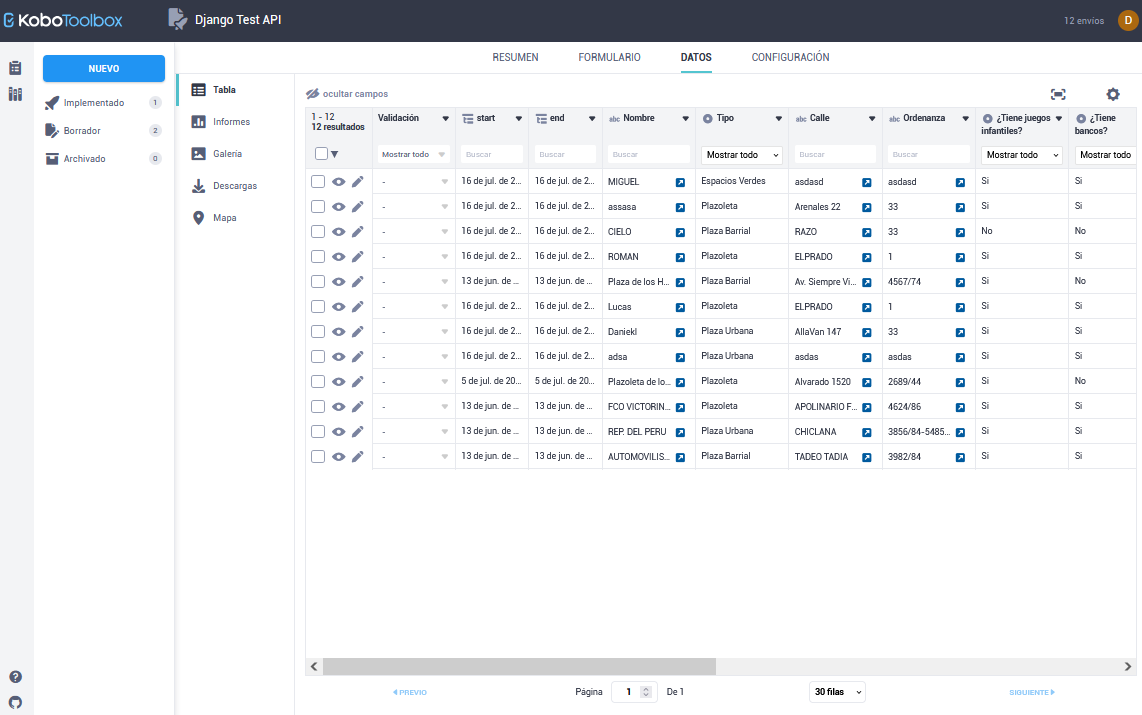 KoboToolbox
Django Test API
12 envíos
D
RESUMEN
FORMULARIO
DATOS
CONFIGURACIÓN
NUEVO
Implementado 1
Borrador 2
Archivado 0
Tabla
Informes
Galería
Descargas
Mapa
ocultar campos
1 - 12
12 resultados
Validación
start
end
abc Nombre
Tipo
abc Calle
abc Ordenanza
¿Tiene juegos
infantiles?
¿Tiene
bancos?
Mostrar todo
Buscar
Buscar
Buscar
Mostrar todo
Buscar
Buscar
Mostrar todo
Mostrar todo
- 16 de jul. de 2... 16 de jul. de 2... MIGUEL Espacios Verdes asdasd asdasd Si Si
- 16 de jul. de 2... 16 de jul. de 2... assasa Plazoleta Arenales 22 33 Si Si
- 16 de jul. de 2... 16 de jul. de 2... CIELO Plaza Barrial RAZO 33 No No
- 16 de jul. de 2... 16 de jul. de 2... ROMAN Plazoleta ELPRADO 1 Si Si
- 13 de jun. de ... 13 de jun. de ... Plaza de los H... Plaza Barrial Av. Siempre Vi... 4567/74 Si No
- 16 de jul. de 2... 16 de jul. de 2... Lucas Plazoleta ELPRADO 1 Si Si
- 16 de jul. de 2... 16 de jul. de 2... Daniekl Plaza Urbana AllaVan 147 33 Si Si
- 16 de jul. de 2... 16 de jul. de 2... adsa Plaza Urbana asdas asdas Si Si
- 5 de jul. de 20... 5 de jul. de 20... Plazoleta de lo... Plazoleta Alvarado 1520 2689/44 Si No
- 13 de jun. de ... 13 de jun. de ... FCO VICTORIN... Plazoleta APOLINARIO F... 4624/86 Si Si
- 13 de jun. de ... 13 de jun. de ... REP. DEL PERU Plaza Urbana CHICLANA 3856/84-5485... Si Si
- 13 de jun. de ... 13 de jun. de ... AUTOMOVILIS... Plaza Barrial TADEO TADIA 3982/84 Si Si
PREVIO
Página 1 De 1
30 filas
SIGUIENTE